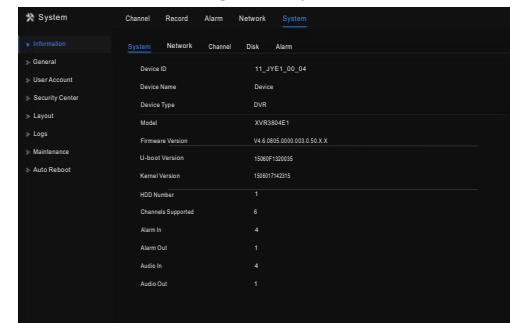 System Channel Record Alarm Network System
Information System Network Channel Disk Alarm
General
User Account
Security Center
Layout
Logs
Maintenance
Auto Reboot
Device ID 11_JYE1_00_04
Device Name Device
Device Type DVR
Model XVR3804E1
Firmware Version V4.6.0805.0000.003.0.50.X.X
U-boot Version 15060F1320035
Kernel Version 1506017142315
HDD Number 1
Channels Supported 6
Alarm In 4
Alarm Out 1
Audio In 4
Audio Out 1